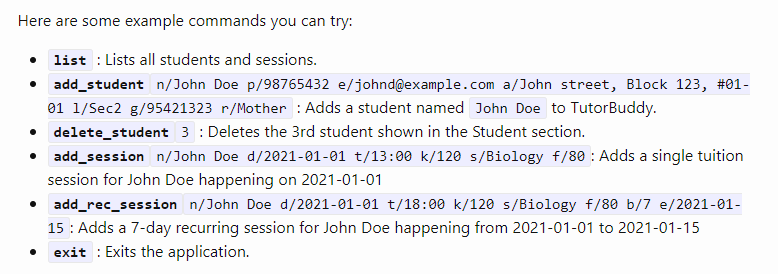 Here are some example commands you can try:
• list : Lists all students and sessions.
• add_student n/John Doe p/98765432 e/johnd@example.com a/John street, Block 123, #01-
01 l/Sec2 g/95421323 r/Mother : Adds a student named John Doe to TutorBuddy.
• delete_student 3 : Deletes the 3rd student shown in the Student section.
• add_session n/John Doe d/2021-01-01 t/13:00 k/120 s/Biology f/80 : Adds a single tuition
session for John Doe happening on 2021-01-01
• add_rec_session n/John Doe d/2021-01-01 t/18:00 k/120 s/Biology f/80 b/7 e/2021-01-
15 : Adds a 7-day recurring session for John Doe happening from 2021-01-01 to 2021-01-15
• exit : Exits the application.